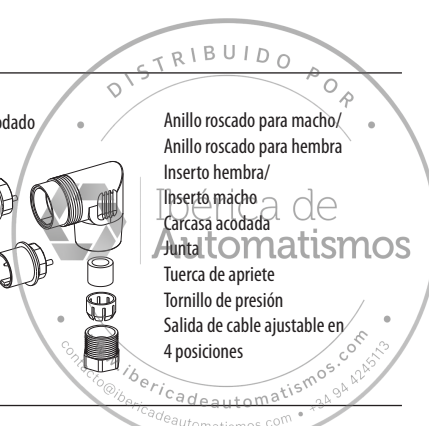 DISTRIBUIDO POR
odado
Anillo roscado para macho/
Anillo roscado para hembra
Inserto hembra/
Inserto macho
Carcasa acodada
Junta
Tuerca de apriete
Tornillo de presión
Salida de cable ajustable en
4 posiciones
Ibérica de
Automatismos
contacto@ibericadeautomatismos.com • +34 94 4245113